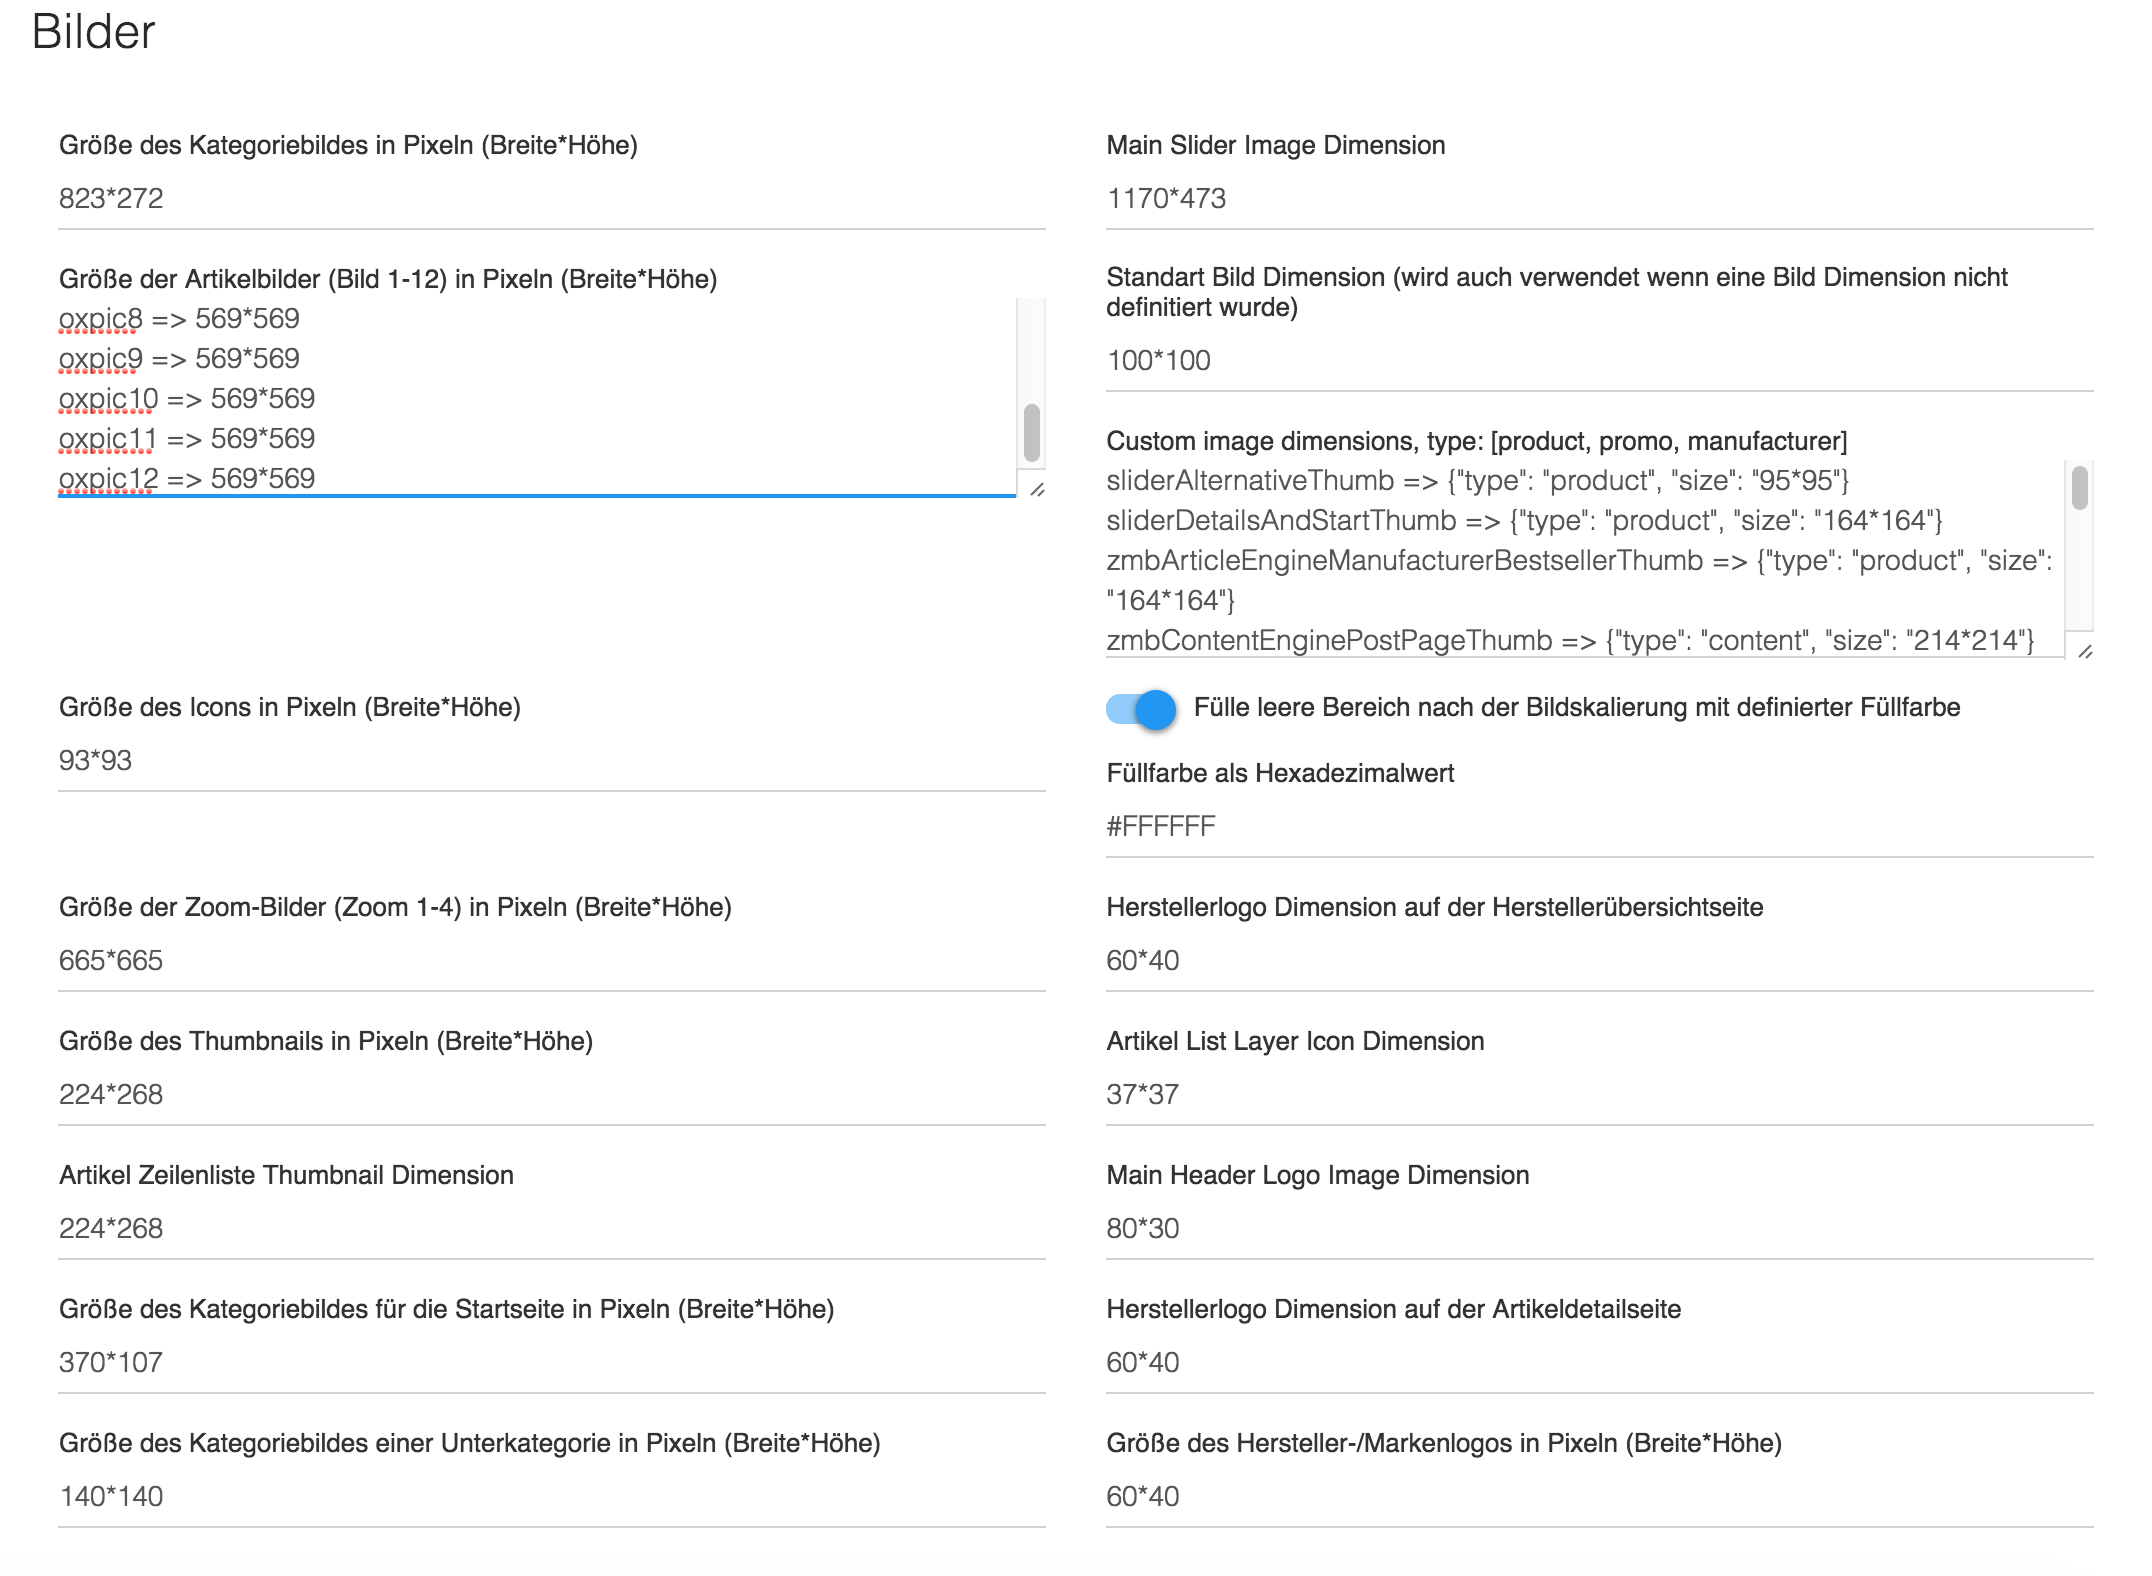 Bilder
Größe des Kategoriebildes in Pixeln (Breite*Höhe)
823*272
Größe der Artikelbilder (Bild 1-12) in Pixeln (Breite*Höhe)
oxpic8 => 569*569
oxpic9 => 569*569
oxpic10 => 569*569
oxpic11 => 569*569
oxpic12 => 569*569
Größe des Icons in Pixeln (Breite*Höhe)
93*93
Größe der Zoom-Bilder (Zoom 1-4) in Pixeln (Breite*Höhe)
665*665
Größe des Thumbnails in Pixeln (Breite*Höhe)
224*268
Artikel Zeilenliste Thumbnail Dimension
224*268
Größe des Kategoriebildes für die Startseite in Pixeln (Breite*Höhe)
370*107
Größe des Kategoriebildes einer Unterkategorie in Pixeln (Breite*Höhe)
140*140
Main Slider Image Dimension
1170*473
Standart Bild Dimension (wird auch verwendet wenn eine Bild Dimension nicht
definitiert wurde)
100*100
Custom image dimensions, type: [product, promo, manufacturer]
sliderAlternativeThumb => {"type": "product", "size": "95*95"}
sliderDetailsAndStartThumb => {"type": "product", "size": "164*164"}
zmbArticleEngineManufacturerBestsellerThumb => {"type": "product", "size":
"164*164"}
zmbContentEnginePostPageThumb => {"type": "content", "size": "214*214"}
Fülle leere Bereich nach der Bildskalierung mit definierter Füllfarbe
Füllfarbe als Hexadezimalwert
#FFFFFF
Herstellerlogo Dimension auf der Herstellerübersichtseite
60*40
Artikel List Layer Icon Dimension
37*37
Main Header Logo Image Dimension
80*30
Herstellerlogo Dimension auf der Artikeldetailseite
60*40
Größe des Hersteller-/Markenlogos in Pixeln (Breite*Höhe)
60*40